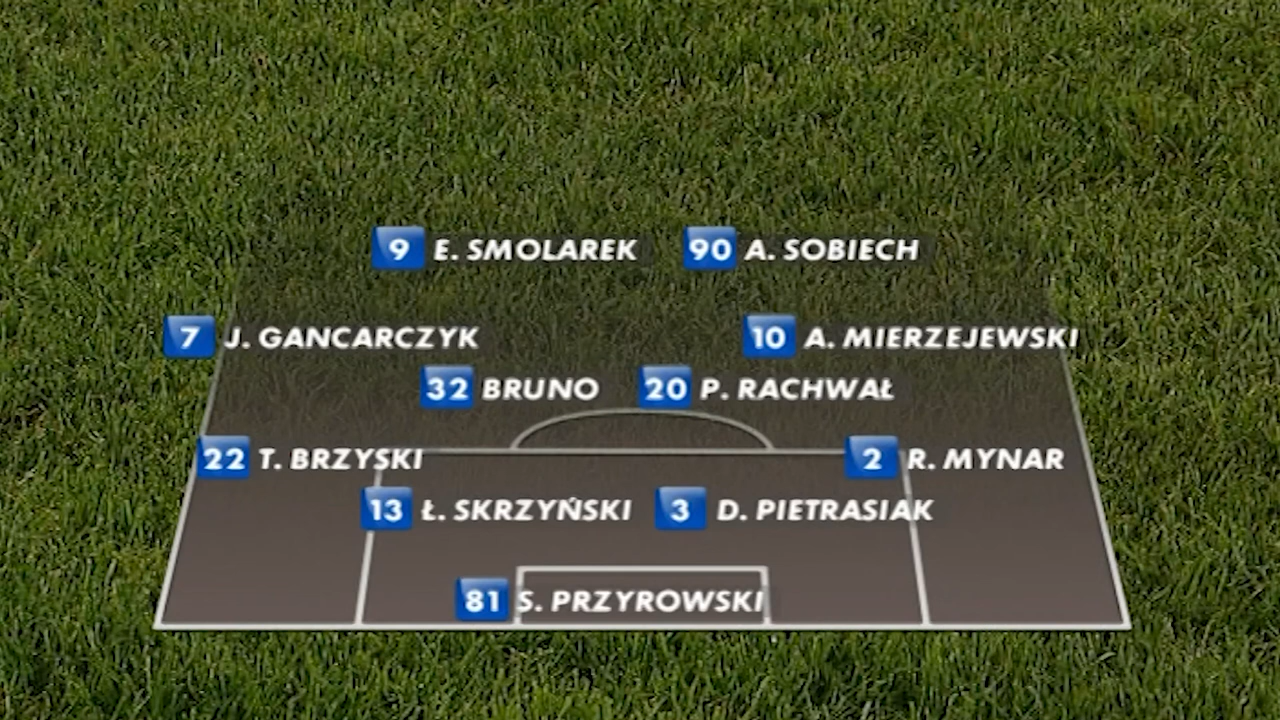 9 E. SMOLAREK 90 A. SOBIECH
7 J. GANCARCZYK 10 A. MIERZEJEWSKI
32 BRUNO 20 P. RACHWAŁ
22 T. BRZYSKI 2 R. MYNAR
13 Ł. SKRZYŃSKI 3 D. PIETRASIAK
81 S. PRZYROWSKI